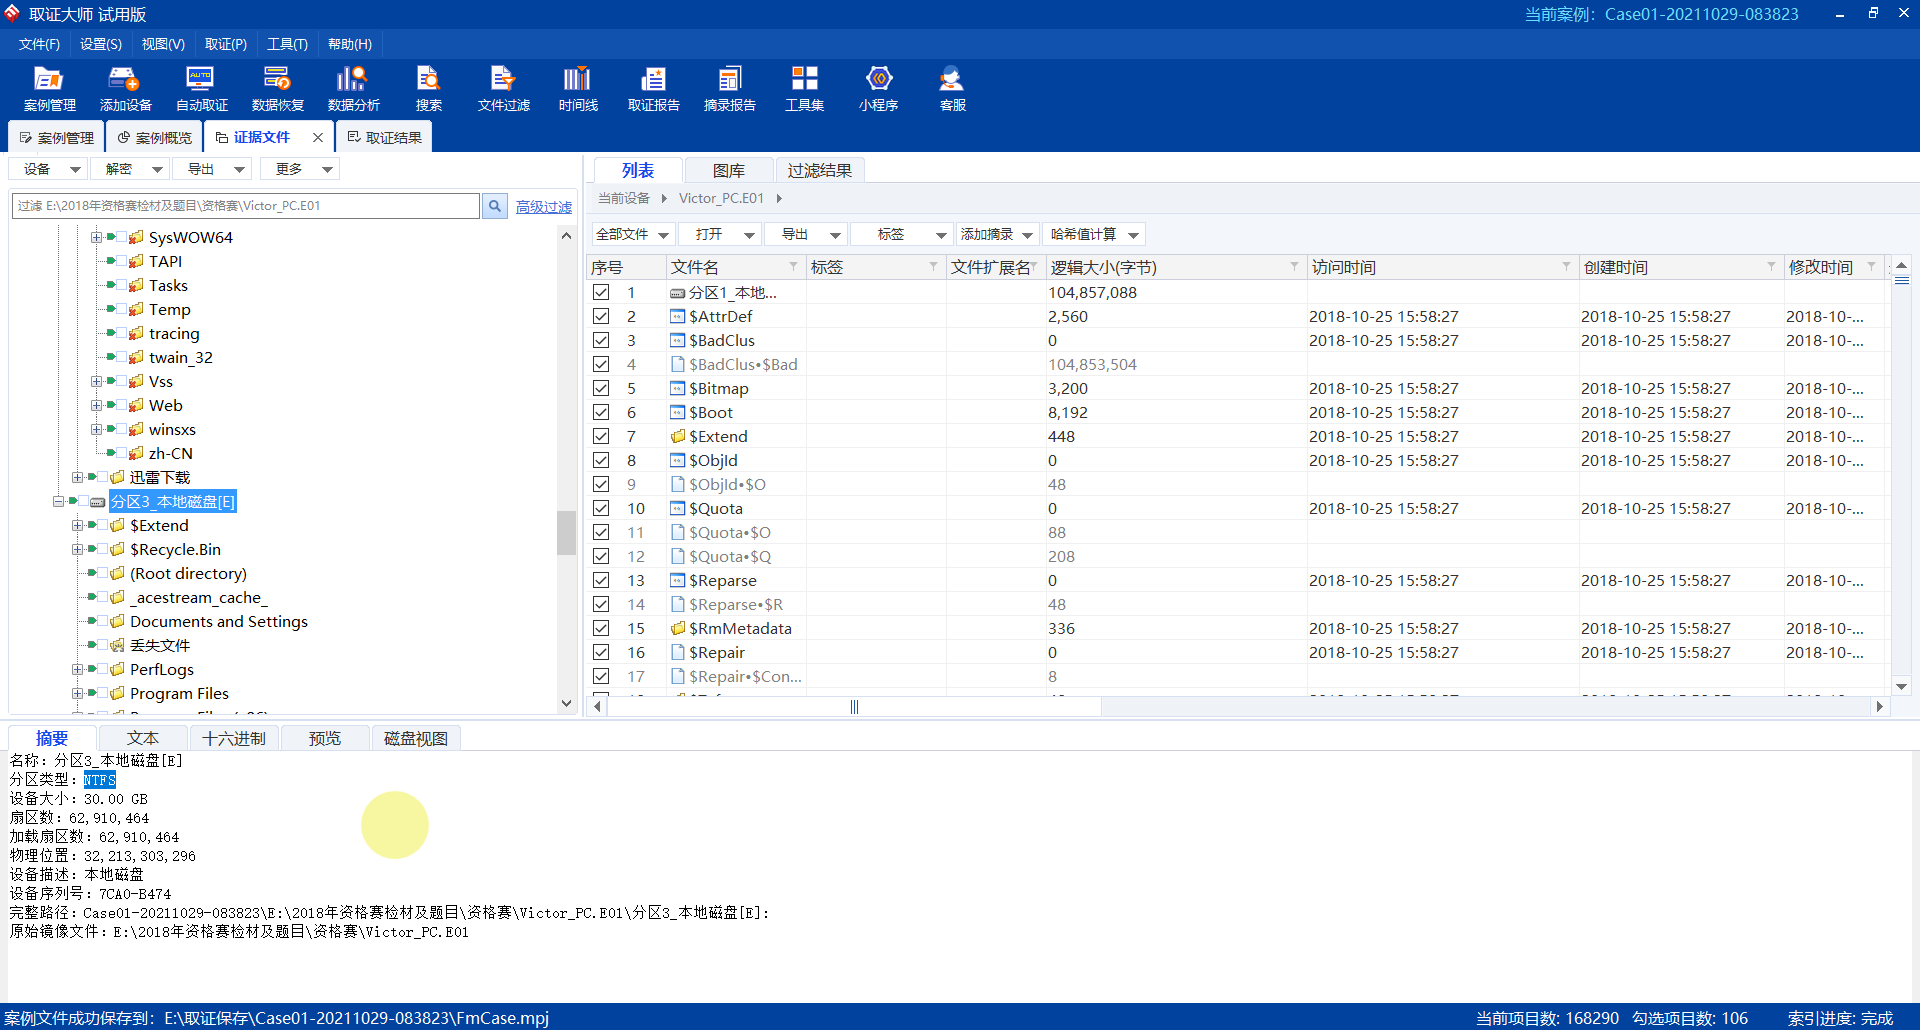 取证大师 试用版
当前案例：Case01-20211029-083823
文件(F) 设置(S) 视图(V) 取证(P) 工具(T) 帮助(H)
案例管理 添加设备 自动取证 数据恢复 数据分析 搜索 文件过滤 时间线 取证报告 摘录报告 工具集 小程序 客服
案例管理 案例概览 证据文件 取证结果
设备 解密 导出 更多
过滤 E:\2018年资格赛检材及题目\资格赛\Victor_PC.E01
高级过滤
SysWOW64
TAPI
Tasks
Temp
tracing
twain_32
Vss
Web
winsxs
zh-CN
迅雷下载
分区3_本地磁盘[E]
$Extend
$Recycle.Bin
(Root directory)
_acestream_cache_
Documents and Settings
丢失文件
PerfLogs
Program Files
列表 图库 过滤结果
当前设备 Victor_PC.E01
全部文件 打开 导出 标签 添加摘录 哈希值计算
序号 文件名 标签 文件扩展名 逻辑大小(字节) 访问时间 创建时间 修改时间
1 分区1_本地... 104,857,088
2 $AttrDef 2,560 2018-10-25 15:58:27 2018-10-25 15:58:27 2018-10-...
3 $BadClus 0 2018-10-25 15:58:27 2018-10-25 15:58:27 2018-10-...
4 $BadClus•$Bad 104,853,504
5 $Bitmap 3,200 2018-10-25 15:58:27 2018-10-25 15:58:27 2018-10-...
6 $Boot 8,192 2018-10-25 15:58:27 2018-10-25 15:58:27 2018-10-...
7 $Extend 448 2018-10-25 15:58:27 2018-10-25 15:58:27 2018-10-...
8 $ObjId 0 2018-10-25 15:58:27 2018-10-25 15:58:27 2018-10-...
9 $ObjId•$O 48
10 $Quota 0 2018-10-25 15:58:27 2018-10-25 15:58:27 2018-10-...
11 $Quota•$O 88
12 $Quota•$Q 208
13 $Reparse 0 2018-10-25 15:58:27 2018-10-25 15:58:27 2018-10-...
14 $Reparse•$R 48
15 $RmMetadata 336 2018-10-25 15:58:27 2018-10-25 15:58:27 2018-10-...
16 $Repair 0 2018-10-25 15:58:27 2018-10-25 15:58:27 2018-10-...
17 $Repair•$Con... 8
摘要 文本 十六进制 预览 磁盘视图
名称：分区3_本地磁盘[E]
分区类型：NTFS
设备大小：30.00 GB
扇区数：62,910,464
加载扇区数：62,910,464
物理位置：32,213,303,296
设备描述：本地磁盘
设备序列号：7CA0-B474
完整路径：Case01-20211029-083823\E:\2018年资格赛检材及题目\资格赛\Victor_PC.E01\分区3_本地磁盘[E]:
原始镜像文件：E:\2018年资格赛检材及题目\资格赛\Victor_PC.E01
案例文件成功保存到：E:\取证保存\Case01-20211029-083823\FmCase.mpj
当前项目数: 168290 勾选项目数: 106 索引进度: 完成